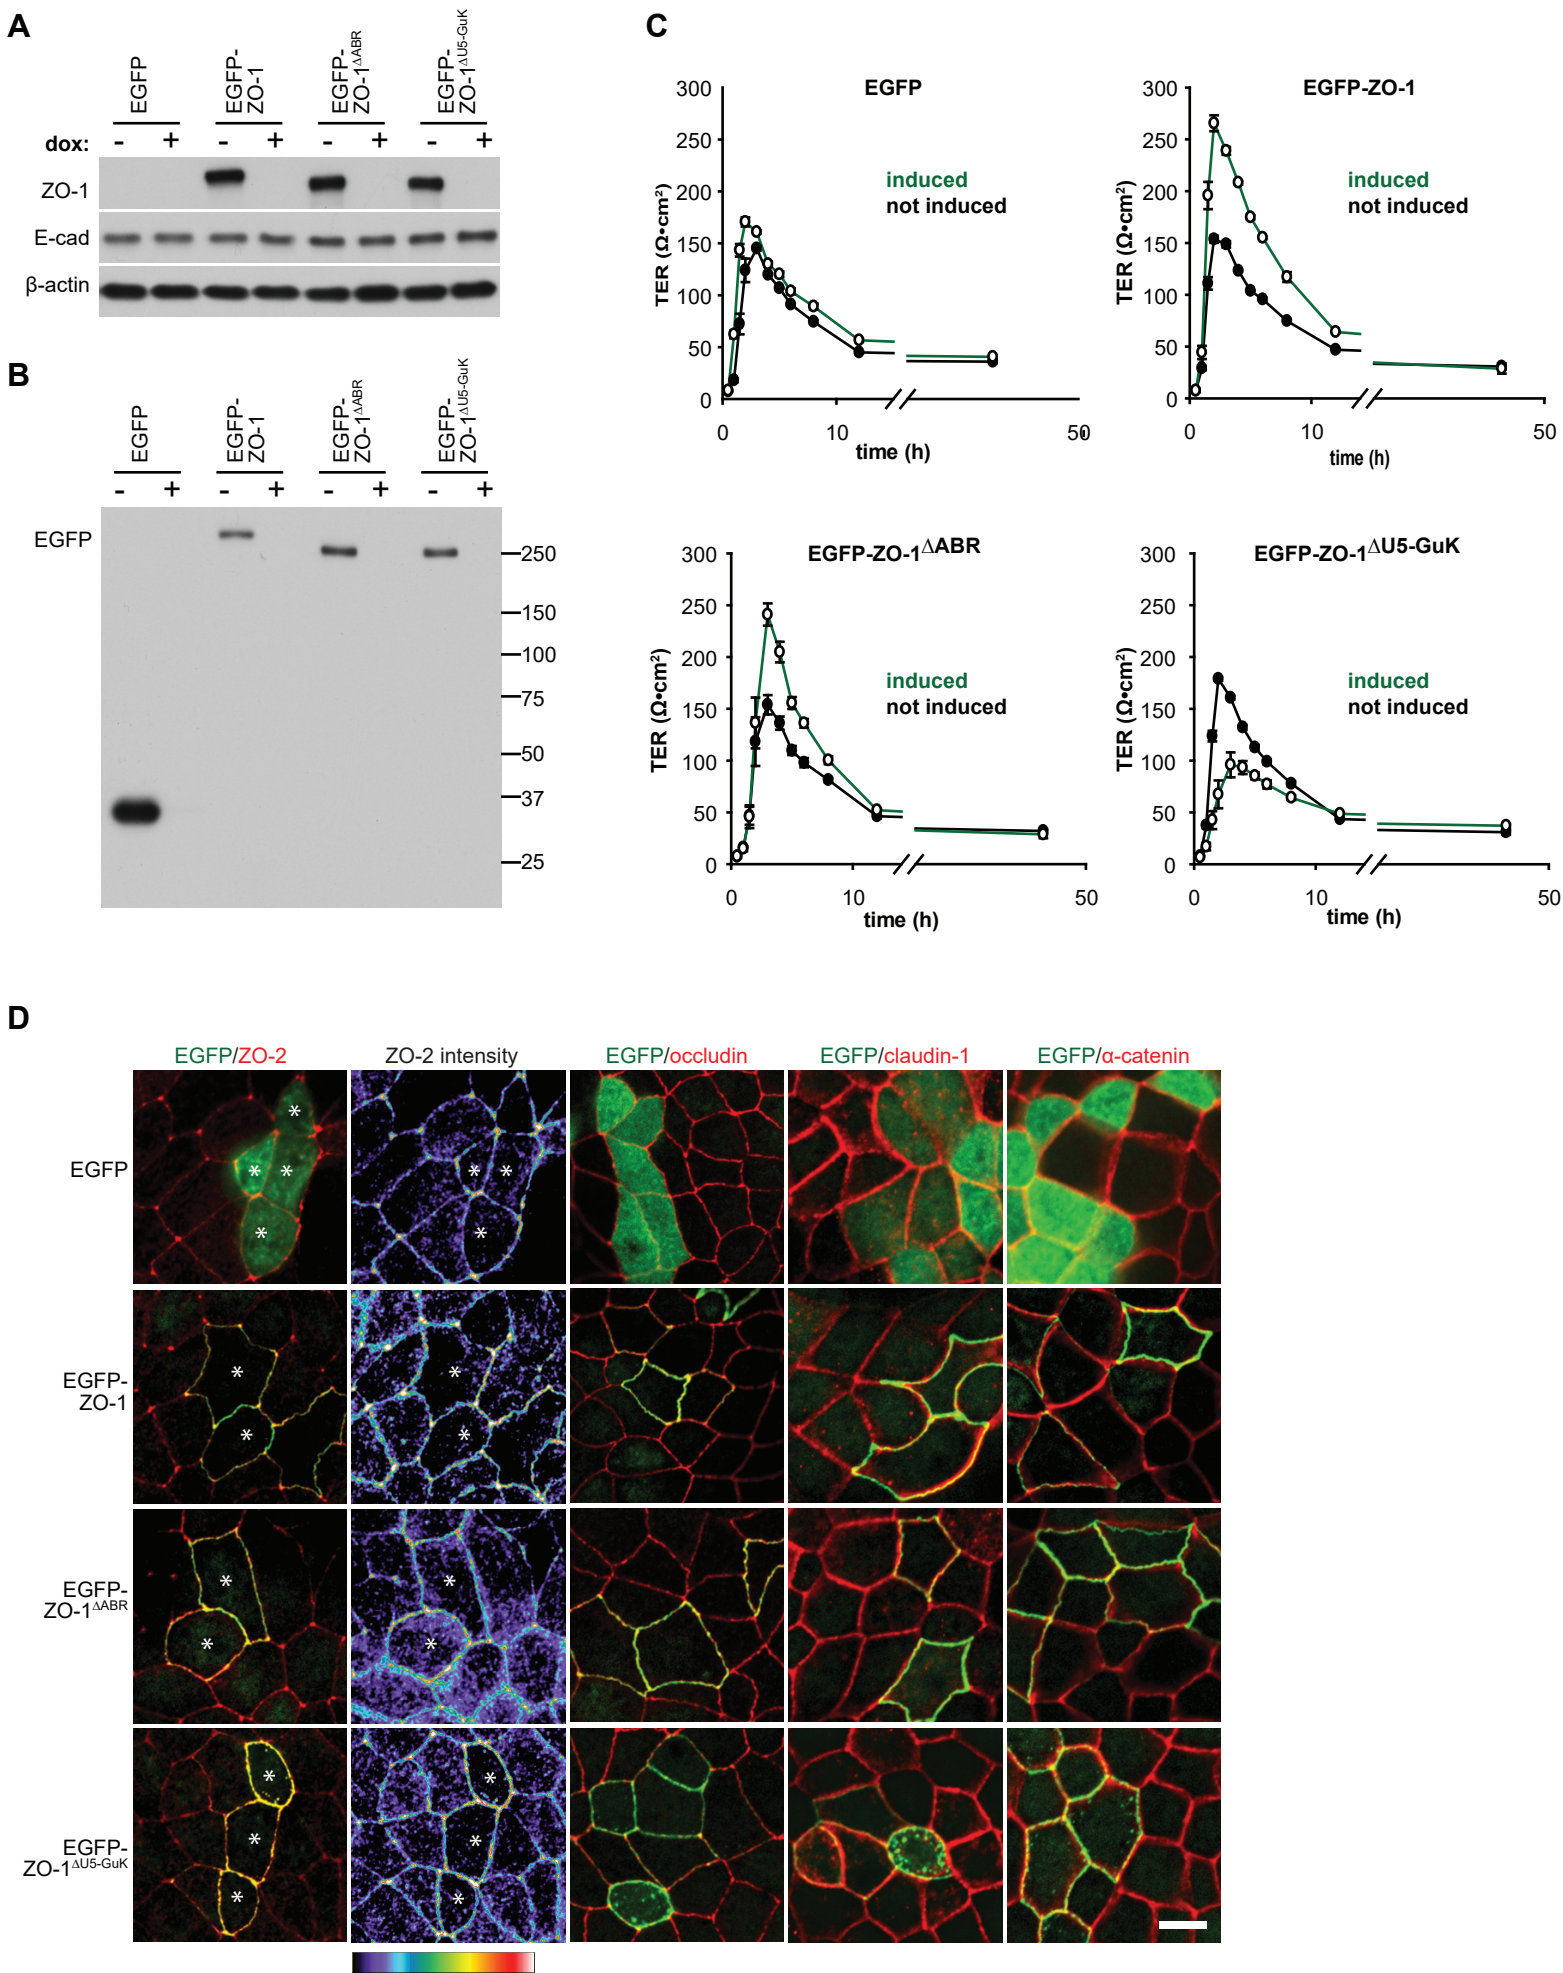 A
EGFP
EGFP-
ZO-1
EGFP-
ZO-1ΔABR
EGFP-
ZO-1ΔU5-GuK
dox: - + - + - + - +
ZO-1
E-cad
β-actin
B
EGFP
EGFP-
ZO-1
EGFP-
ZO-1ΔABR
EGFP-
ZO-1ΔU5-GuK
- + - + - + - +
EGFP
250
150
100
75
50
37
25
C
EGFP
TER (Ω•cm²)
300
250
200
150
100
50
0
induced
not induced
0 10 50
time (h)
EGFP-ZO-1
TER (Ω•cm²)
300
250
200
150
100
50
0
induced
not induced
0 10 50
time (h)
EGFP-ZO-1ΔABR
TER (Ω•cm²)
300
250
200
150
100
50
0
induced
not induced
0 10 50
time (h)
EGFP-ZO-1ΔU5-GuK
TER (Ω•cm²)
300
250
200
150
100
50
0
induced
not induced
0 10 50
time (h)
D
EGFP/ZO-2 ZO-2 intensity EGFP/occludin EGFP/claudin-1 EGFP/α-catenin
EGFP
* * * *
* * *
EGFP-
ZO-1
* *
* *
EGFP-
ZO-1ΔABR
* *
* *
EGFP-
ZO-1ΔU5-GuK
* * *
* * *